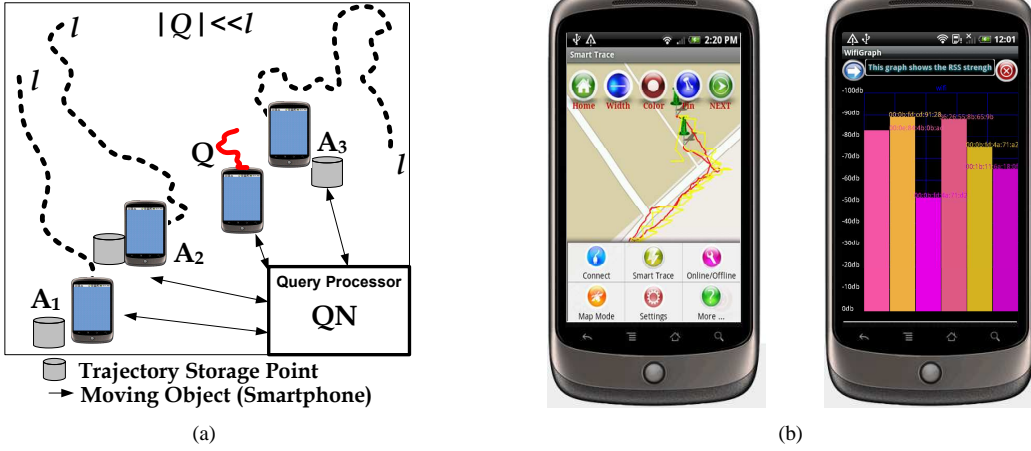 l
l
|Q|<<l
Q
A3
l
A2
A1
Query Processor
QN
Trajectory Storage Point
Moving Object (Smartphone)
(a)
2:20 PM
Smart Trace
Home Width Color NEXT
Connect Smart Trace Online/Offline
Map Mode Settings More ...
12:01
WifiGraph
This graph shows the RSS strengh
-100db
-90db
-80db
-70db
-60db
-50db
-40db
-30db
-20db
-10db
0db
(b)